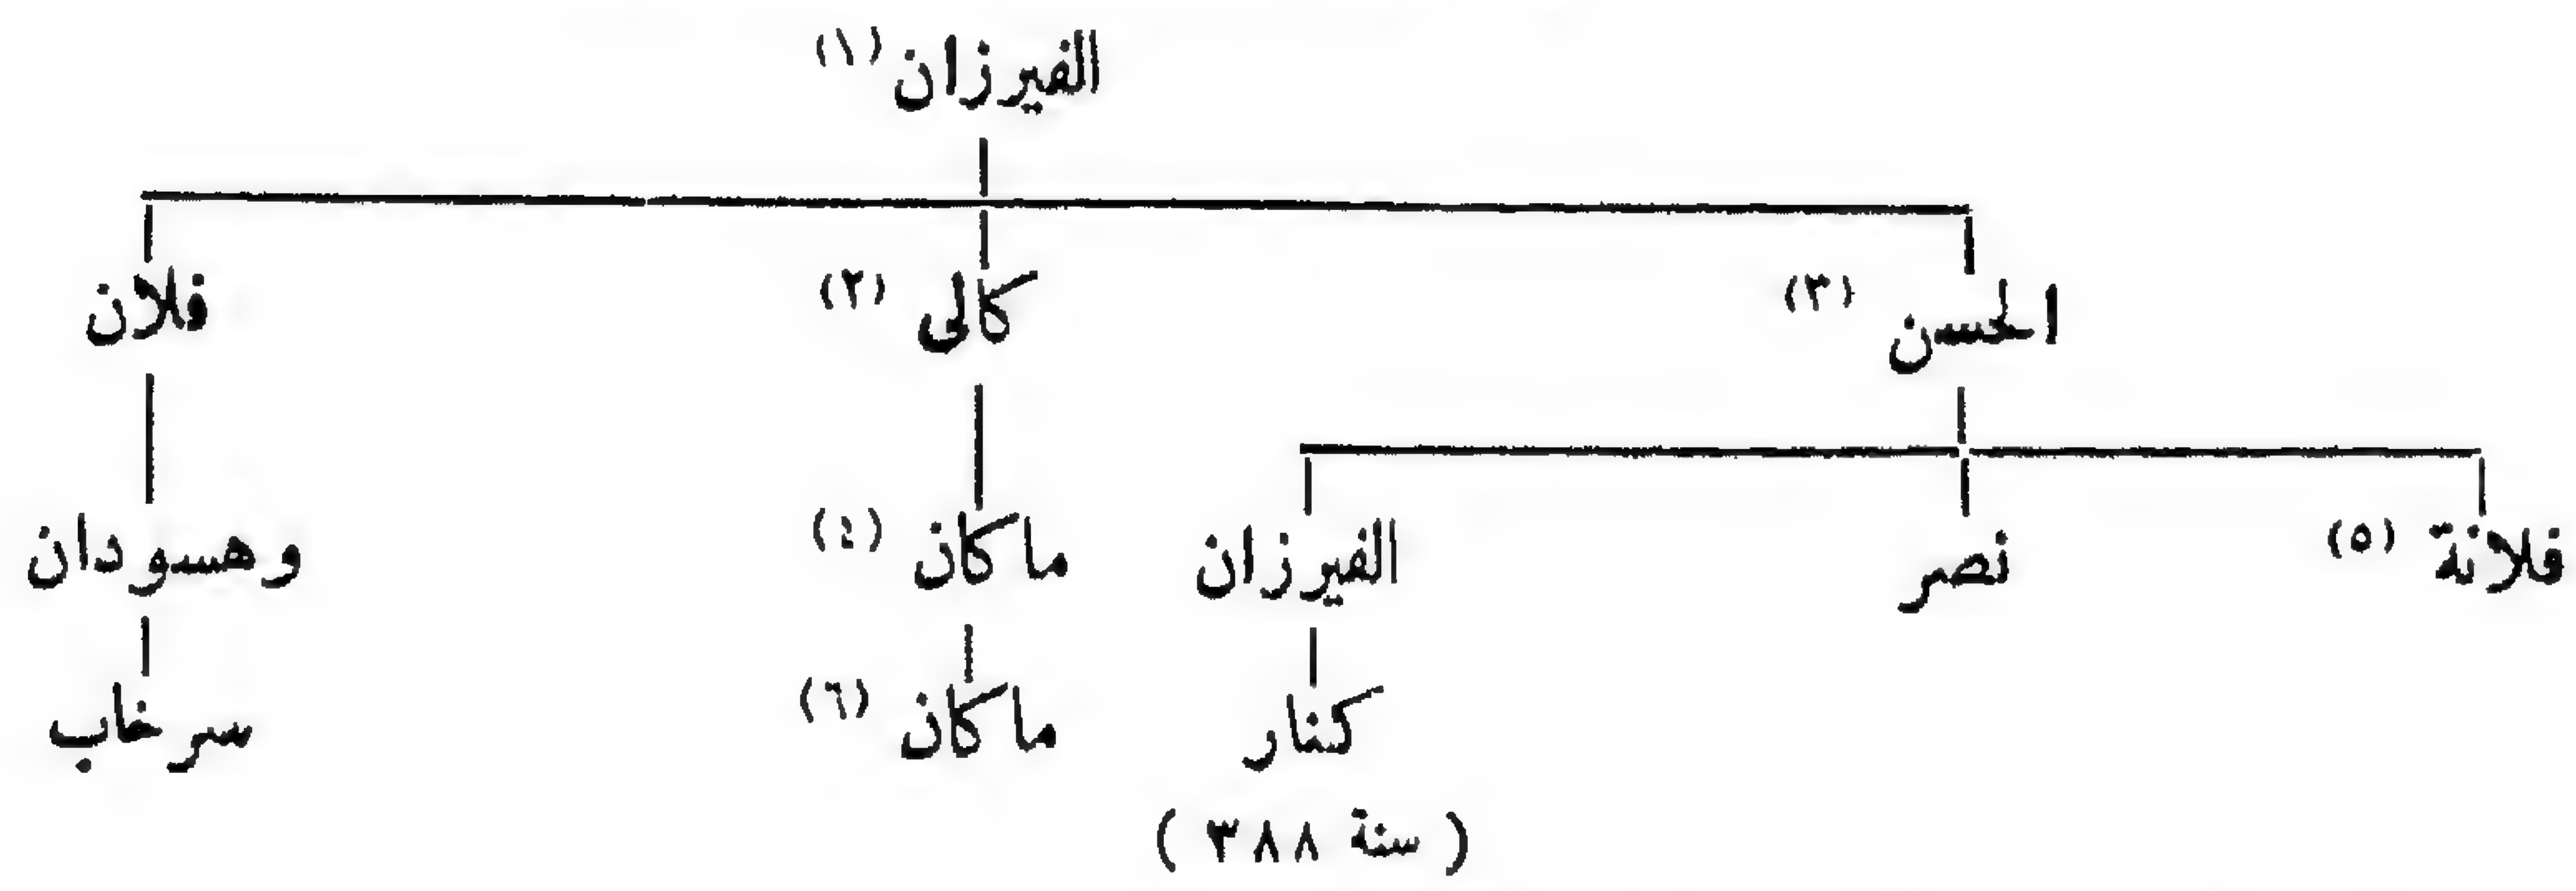 الفيرزان (١)
الحسن (٣)
كالى (٢)
فلان
فلانة (٥)
نصر
الفيرزان
ماكان (٤)
وهسودان
كنار
ماكان (٦)
سرخاب
( سنة ٣٨٨ )